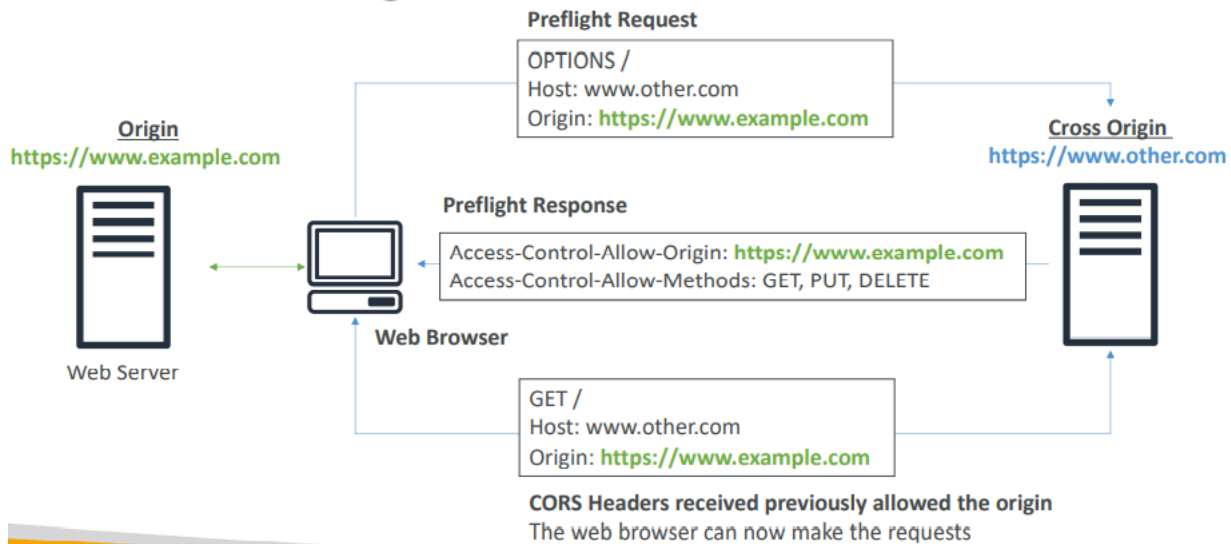 Preflight Request
OPTIONS /
Host: www.other.com
Origin: https://www.example.com
Origin
https://www.example.com
Cross Origin
https://www.other.com
Preflight Response
Access-Control-Allow-Origin: https://www.example.com
Access-Control-Allow-Methods: GET, PUT, DELETE
Web Browser
Web Server
GET /
Host: www.other.com
Origin: https://www.example.com
CORS Headers received previously allowed the origin
The web browser can now make the requests